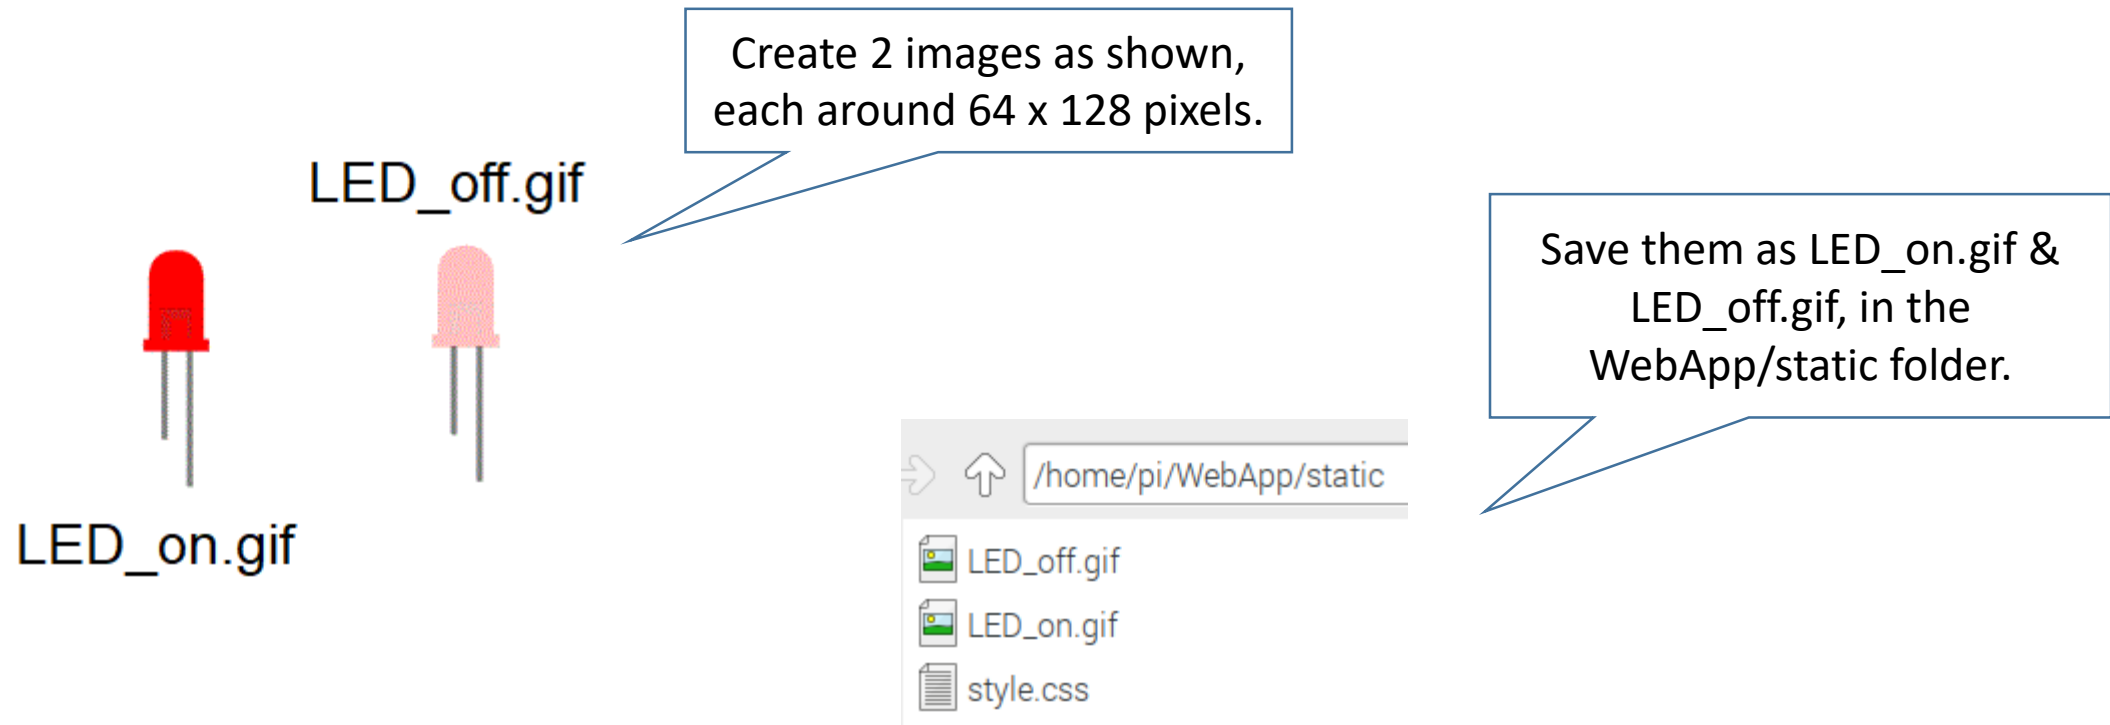 Create 2 images as shown,
each around 64 x 128 pixels.
LED_off.gif
LED_on.gif
Save them as LED_on.gif &
LED_off.gif, in the
WebApp/static folder.
/home/pi/WebApp/static
LED_off.gif
LED_on.gif
style.css